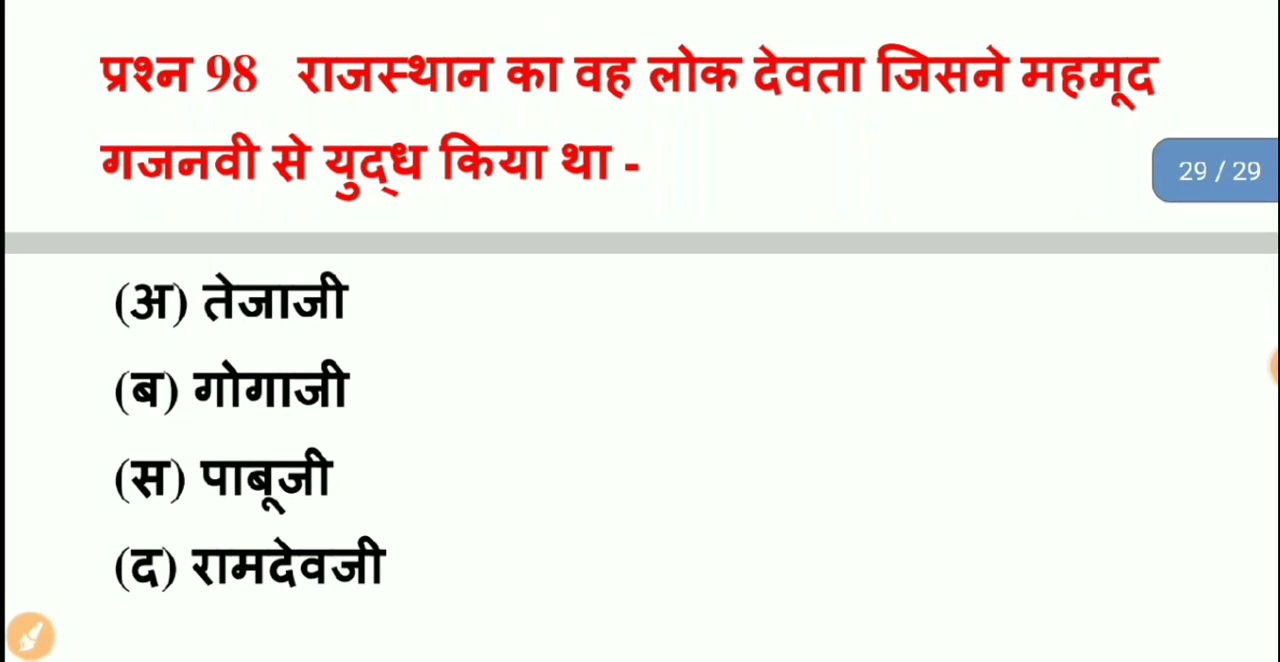 प्रश्न 98 राजस्थान का वह लोक देवता जिसने महमूद
गजनवी से युद्ध किया था -
29 / 29
(अ) तेजाजी
(ब) गोगाजी
(स) पाबूजी
(द) रामदेवजी